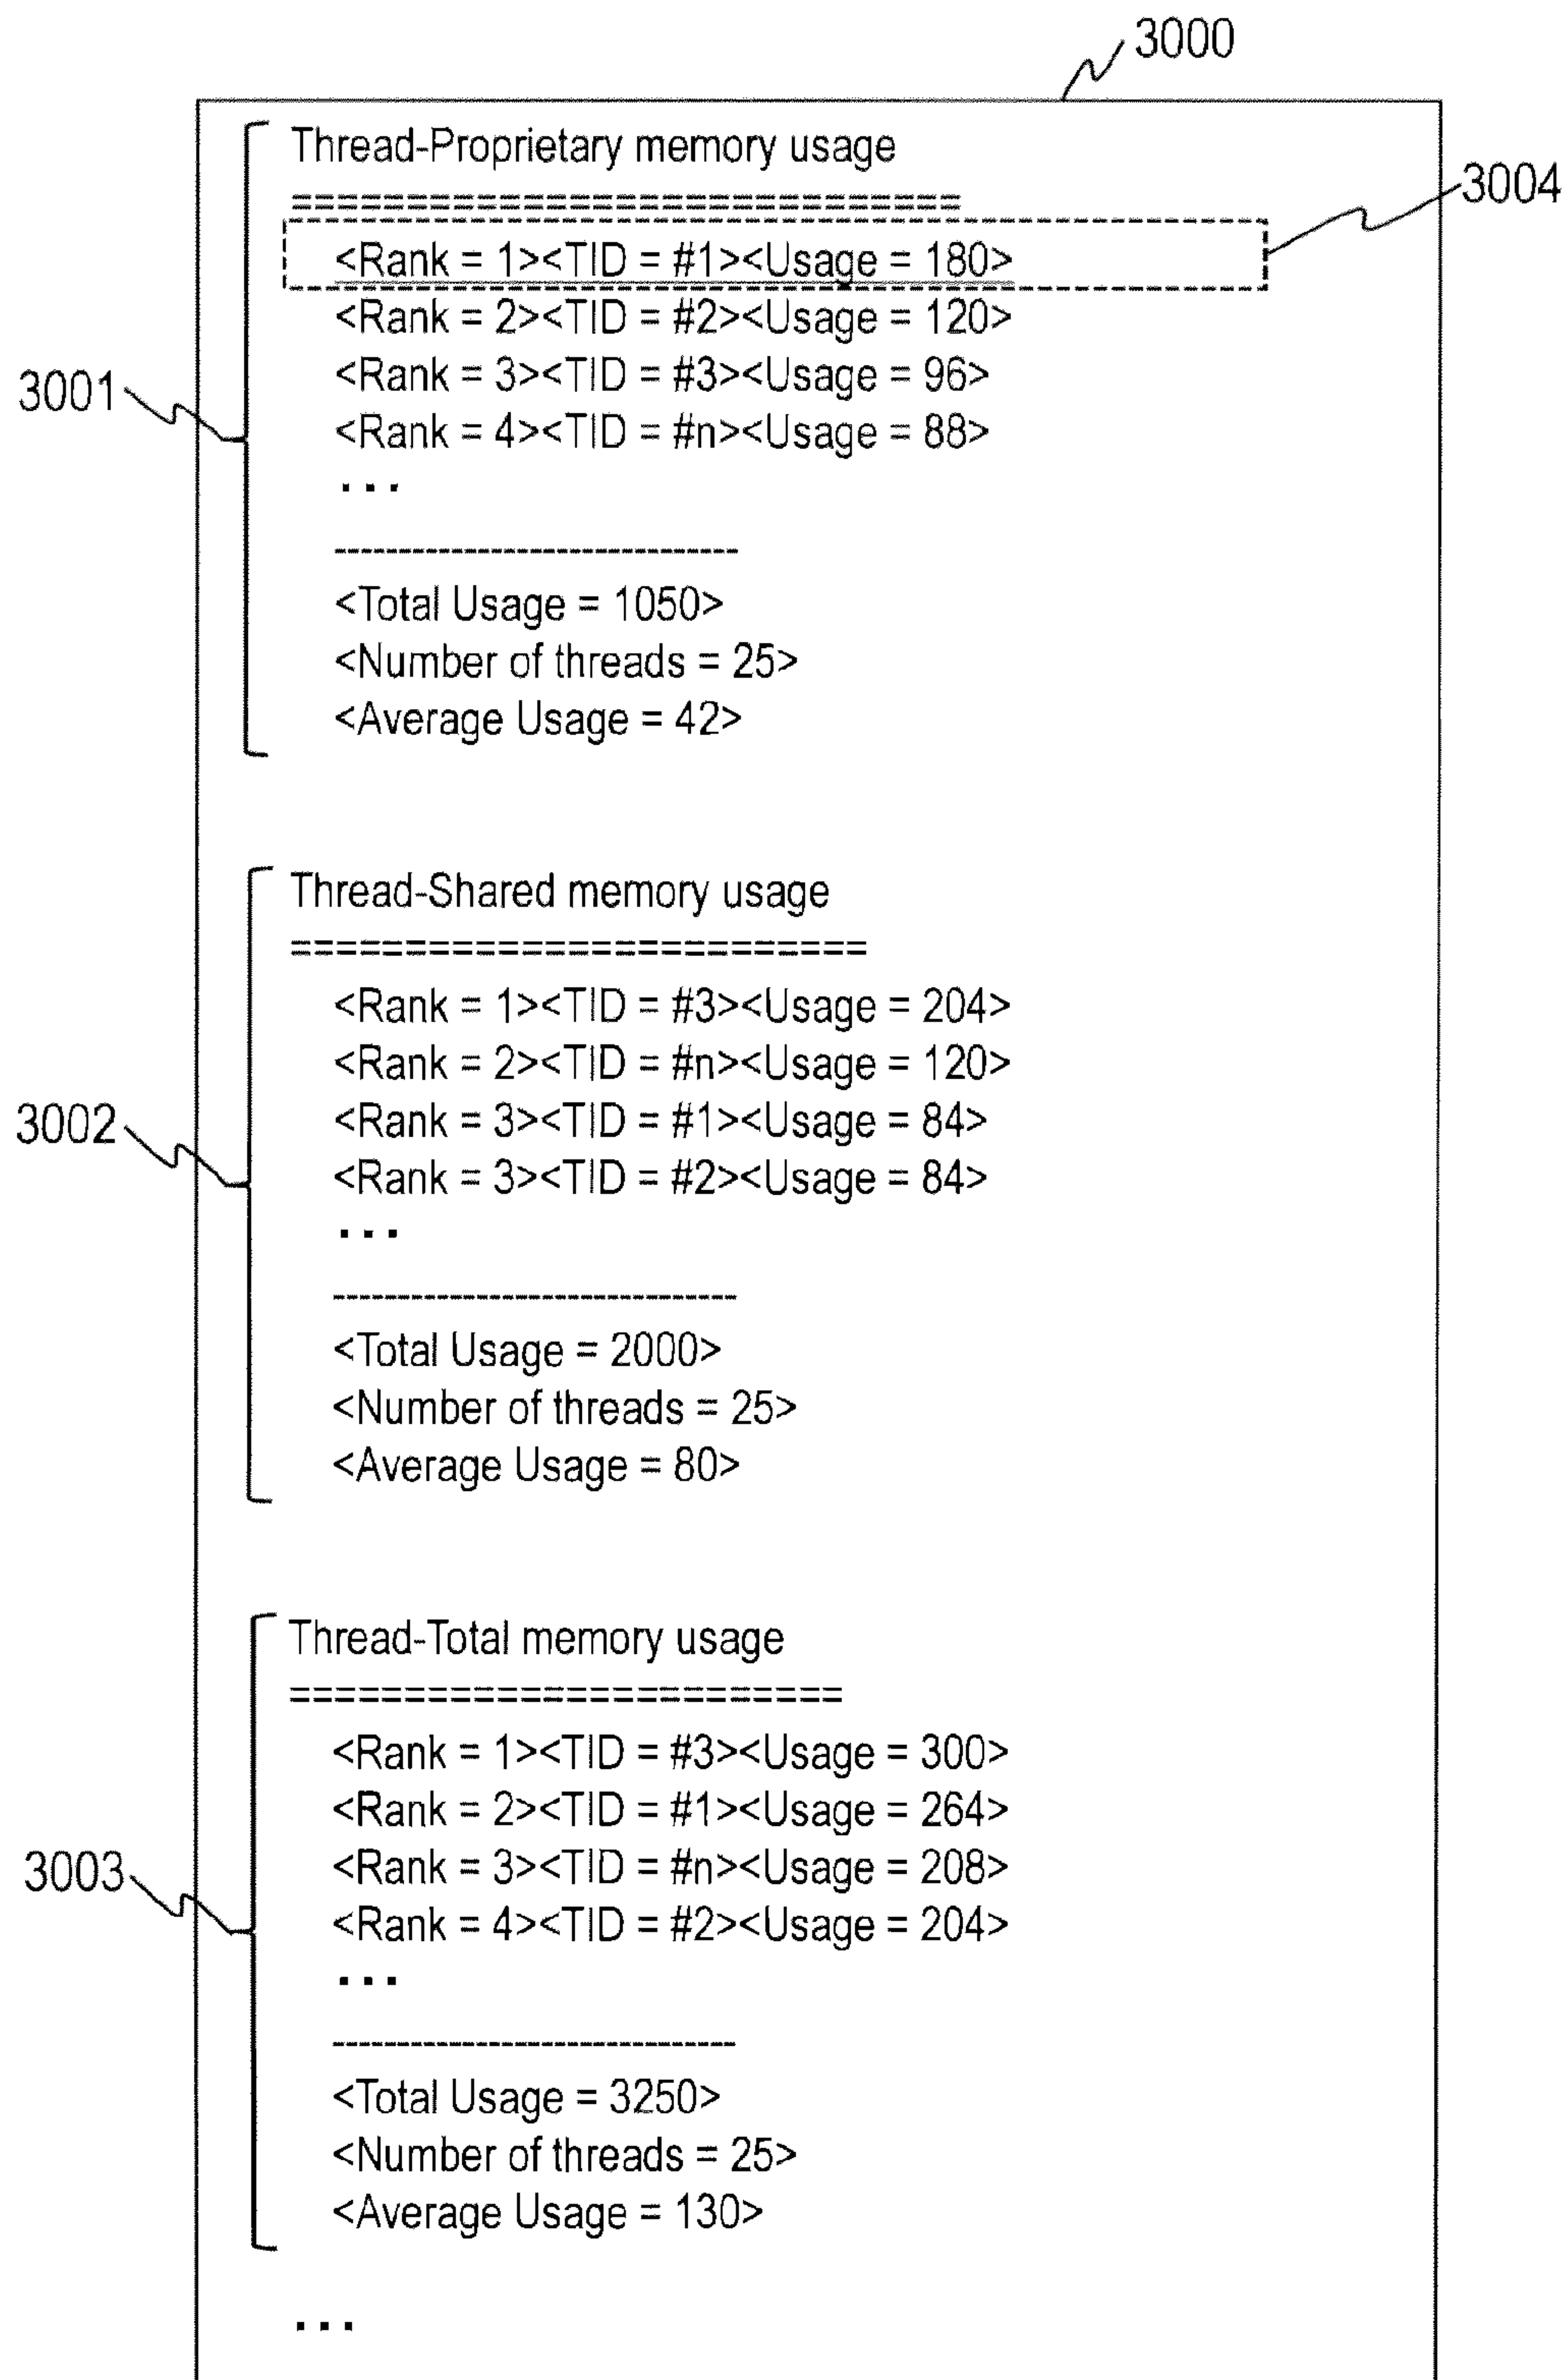 3000
Thread-Proprietary memory usage
=============================
3004
<Rank = 1><TID = #1><Usage = 180>
<Rank = 2><TID = #2><Usage = 120>
<Rank = 3><TID = #3><Usage = 96>
3001
<Rank = 4><TID = #n><Usage = 88>
...
-------------------------------
<Total Usage = 1050>
<Number of threads = 25>
<Average Usage = 42>
Thread-Shared memory usage
=========================
<Rank = 1><TID = #3><Usage = 204>
<Rank = 2><TID = #n><Usage = 120>
3002
<Rank = 3><TID = #1><Usage = 84>
<Rank = 3><TID = #2><Usage = 84>
...
-------------------------------
<Total Usage = 2000>
<Number of threads = 25>
<Average Usage = 80>
Thread-Total memory usage
========================
<Rank = 1><TID = #3><Usage = 300>
<Rank = 2><TID = #1><Usage = 264>
3003
<Rank = 3><TID = #n><Usage = 208>
<Rank = 4><TID = #2><Usage = 204>
...
-------------------------------
<Total Usage = 3250>
<Number of threads = 25>
<Average Usage = 130>
...